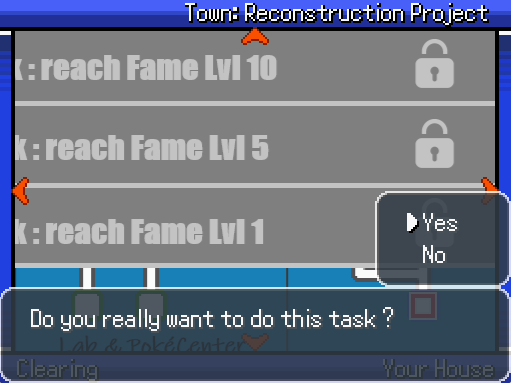 Town: Reconstruction Project
k : reach Fame Lvl 10
k : reach Fame Lvl 5
k : reach Fame Lvl 1
Yes
No
Do you really want to do this task ?
Lab & PokéCenter
Clearing
Your House